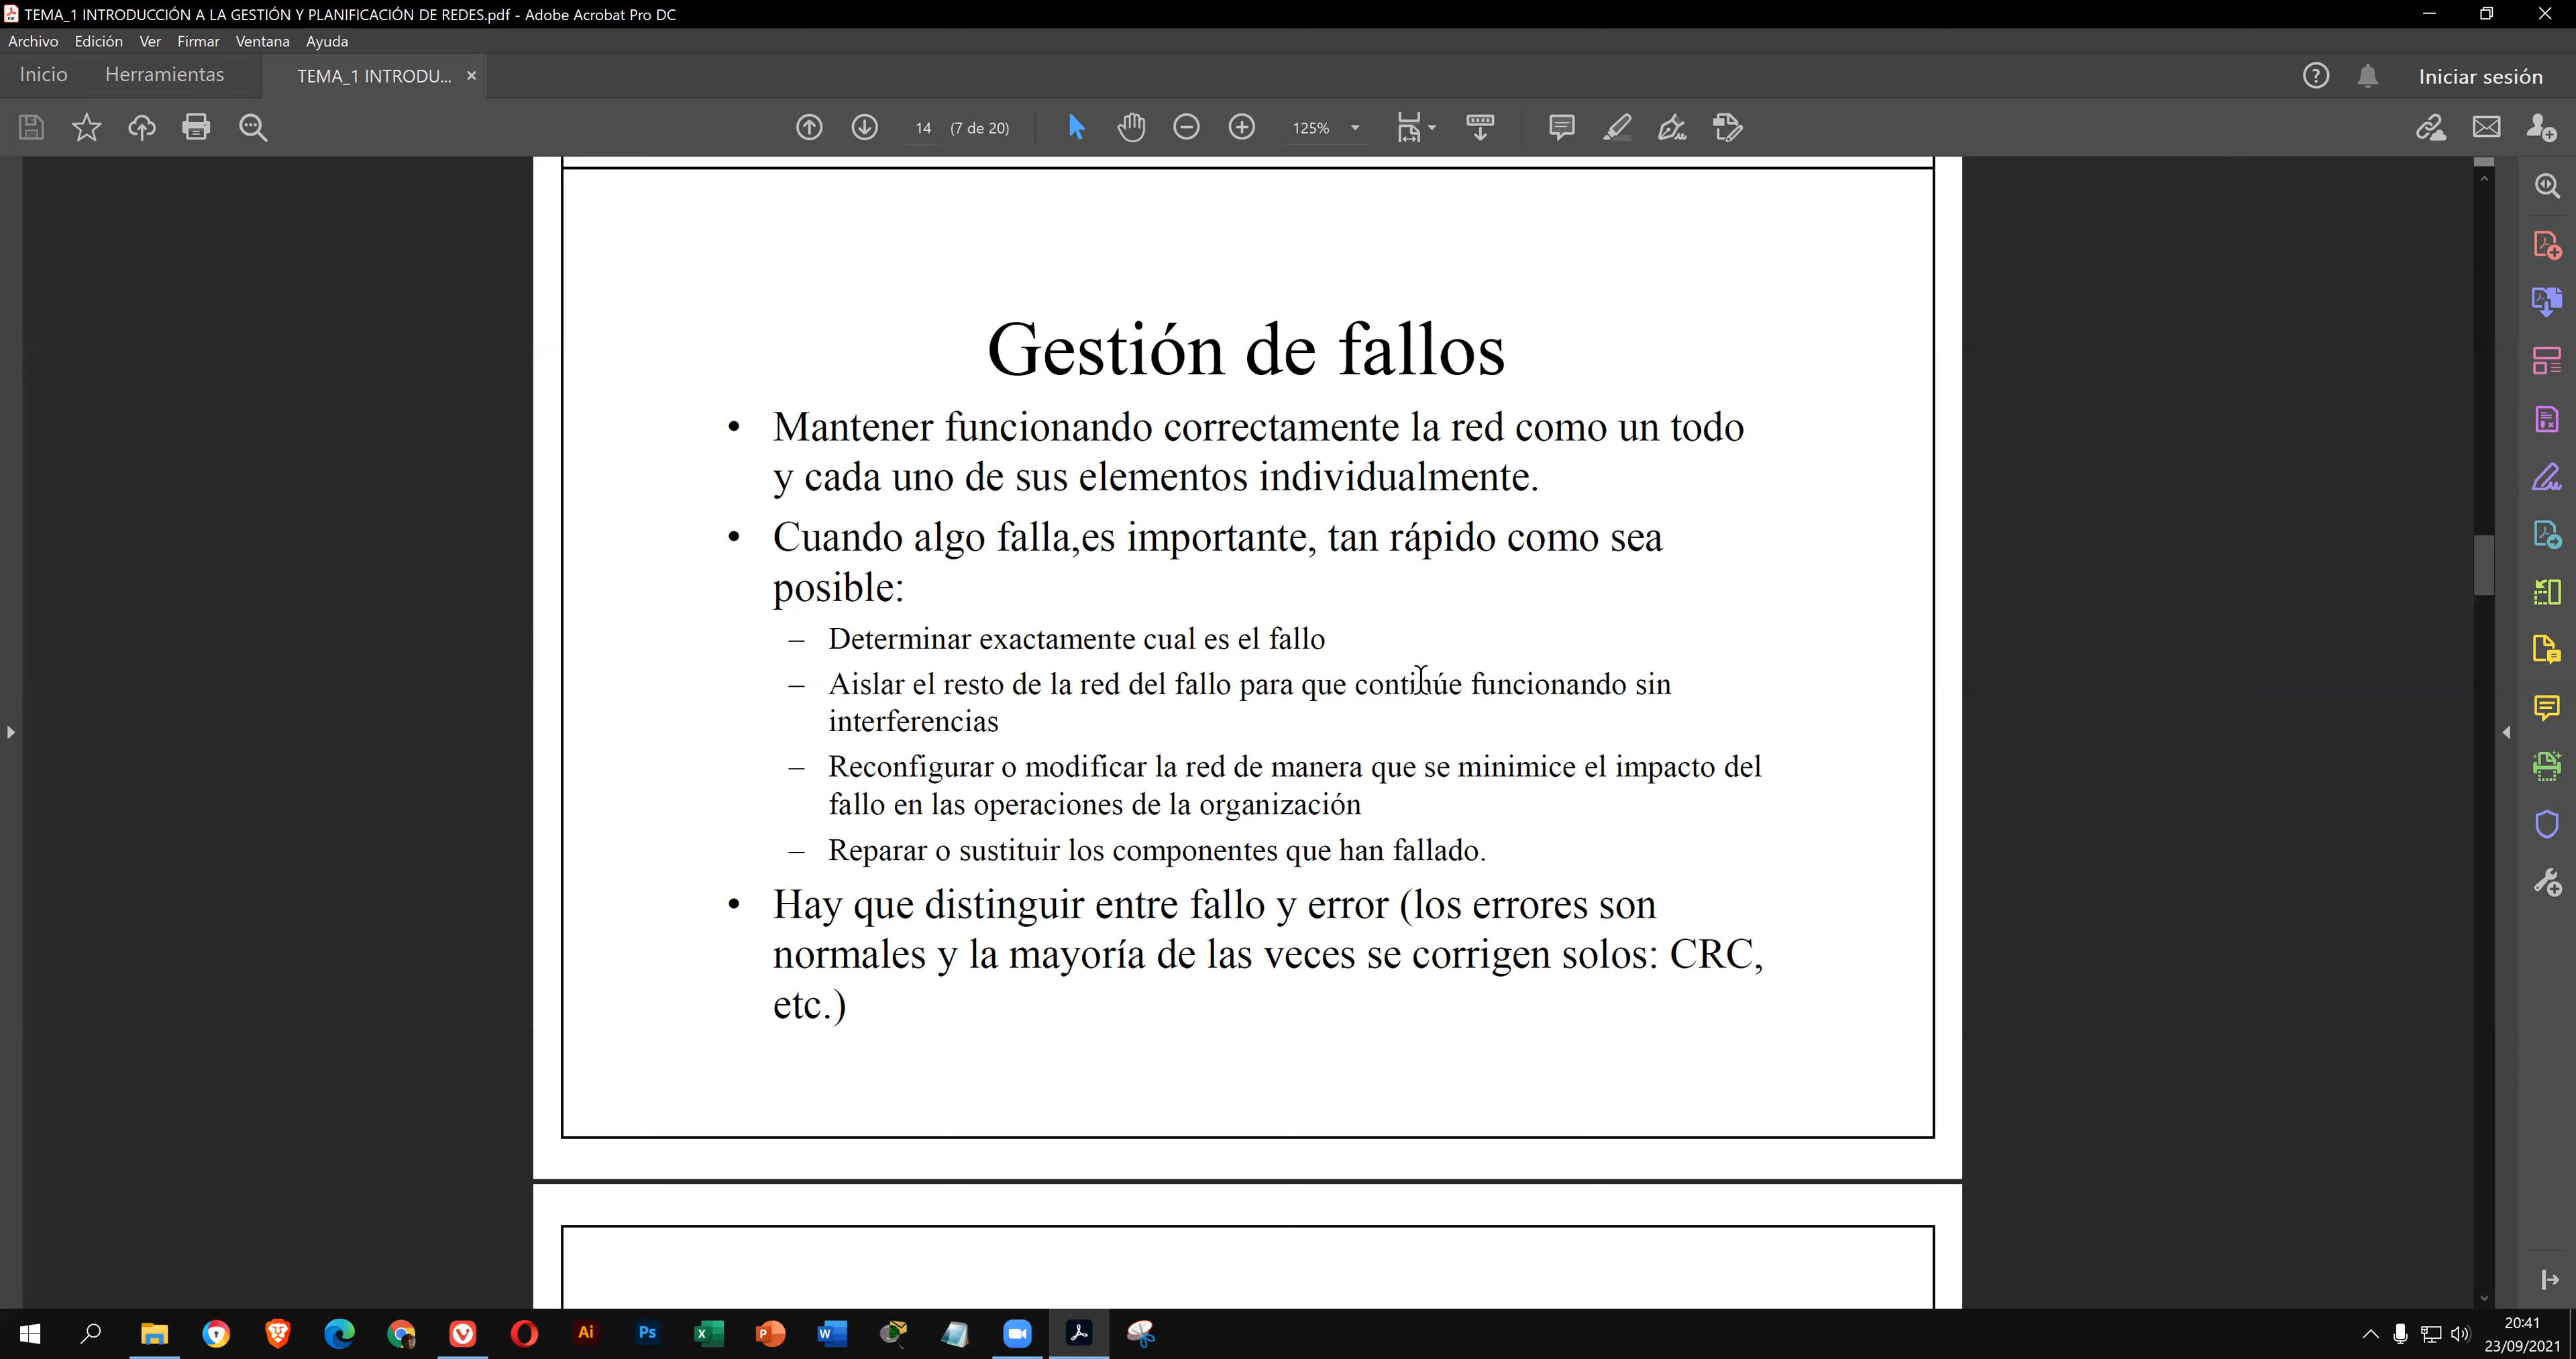 TEMA_1 INTRODUCCIÓN A LA GESTIÓN Y PLANIFICACIÓN DE REDES.pdf - Adobe Acrobat Pro DC
Archivo Edición Ver Firmar Ventana Ayuda
Inicio Herramientas TEMA_1 INTRODU... × Iniciar sesión
14 (7 de 20) 125%
Gestión de fallos
• Mantener funcionando correctamente la red como un todo
y cada uno de sus elementos individualmente.
• Cuando algo falla,es importante, tan rápido como sea
posible:
– Determinar exactamente cual es el fallo
– Aislar el resto de la red del fallo para que continúe funcionando sin
interferencias
– Reconfigurar o modificar la red de manera que se minimice el impacto del
fallo en las operaciones de la organización
– Reparar o sustituir los componentes que han fallado.
• Hay que distinguir entre fallo y error (los errores son
normales y la mayoría de las veces se corrigen solos: CRC,
etc.)
Ai Ps
20:41
23/09/2021